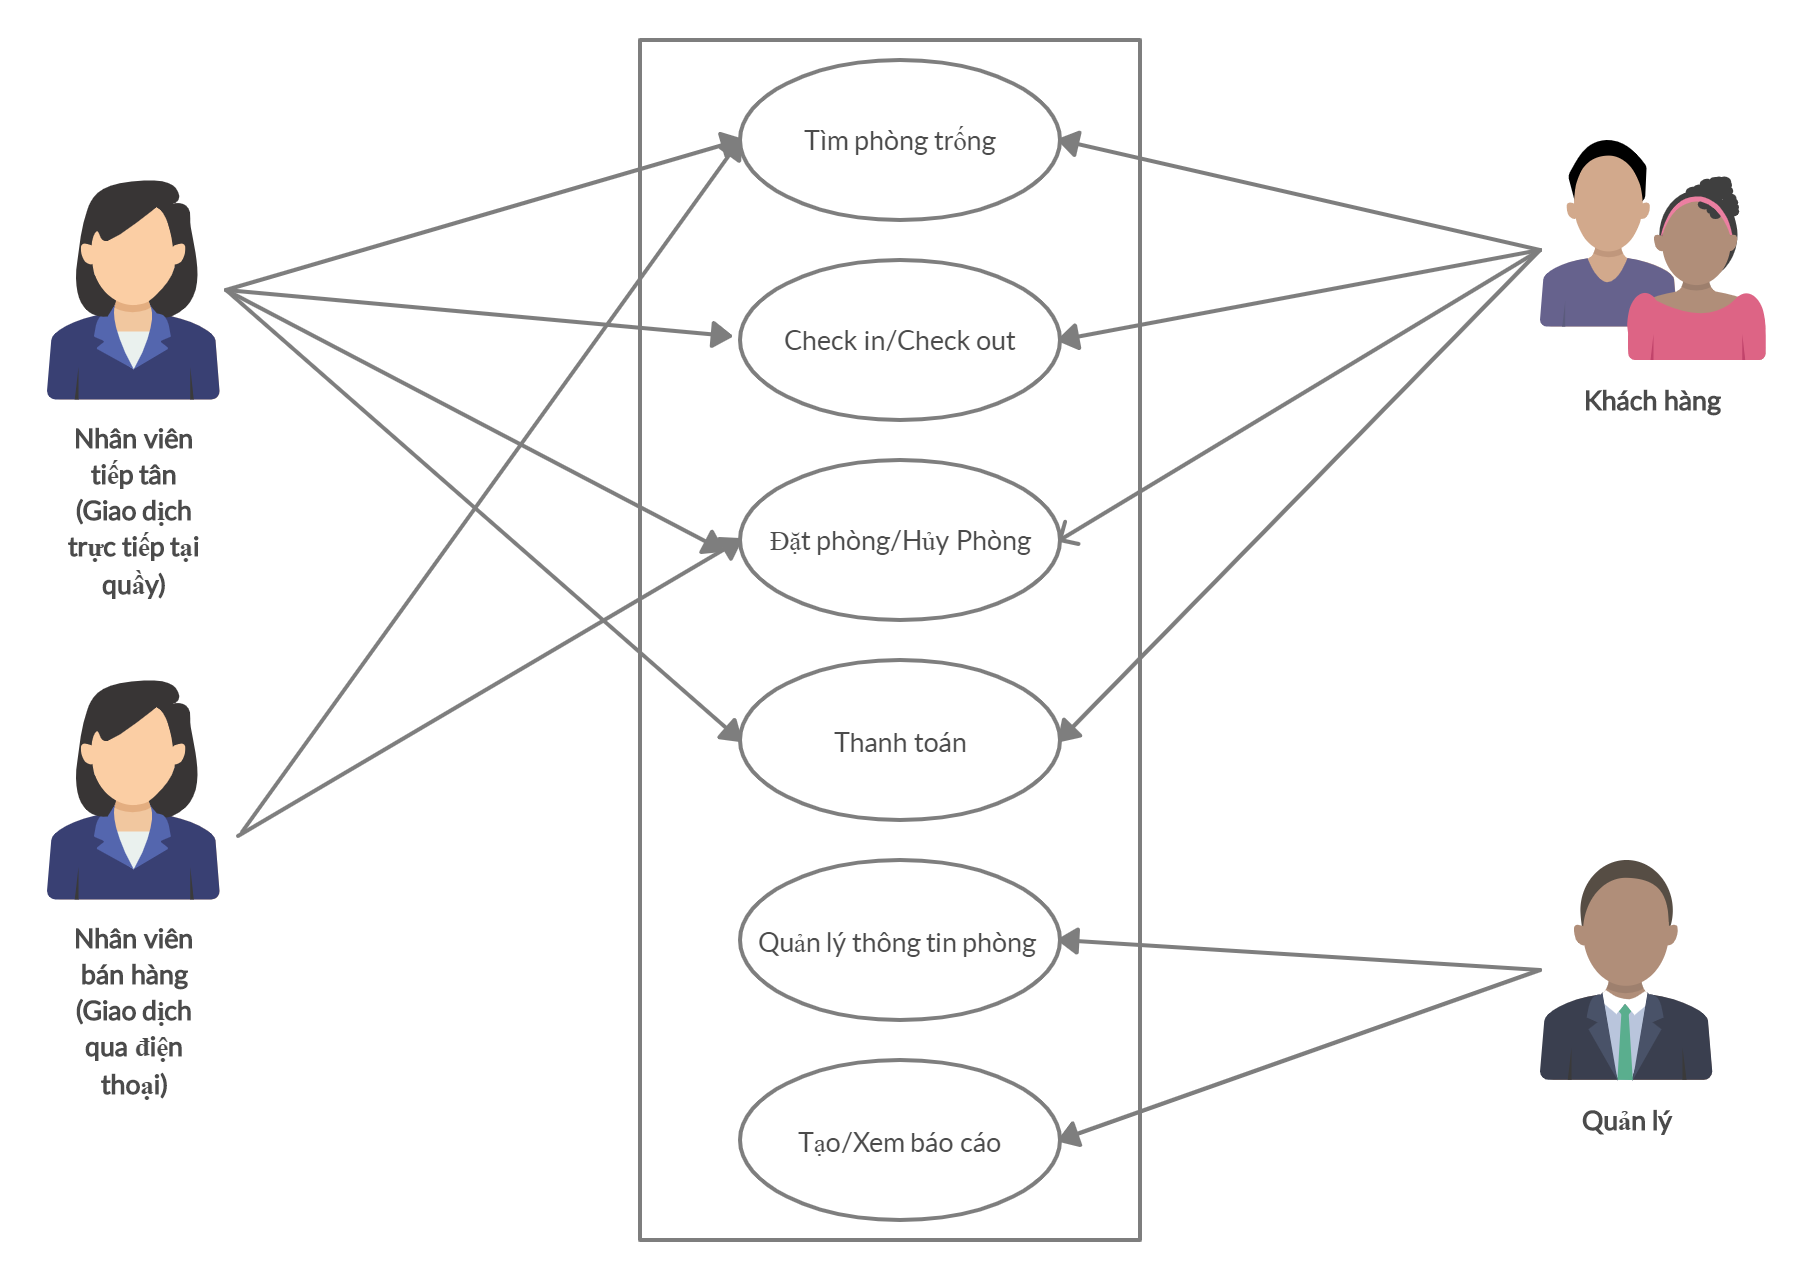 Tìm phòng trống
Check in/Check out
Đặt phòng/Hủy Phòng
Thanh toán
Quản lý thông tin phòng
Tạo/Xem báo cáo
Nhân viên
tiếp tân
(Giao dịch
trực tiếp tại
quầy)
Nhân viên
bán hàng
(Giao dịch
qua điện
thoại)
Khách hàng
Quản lý